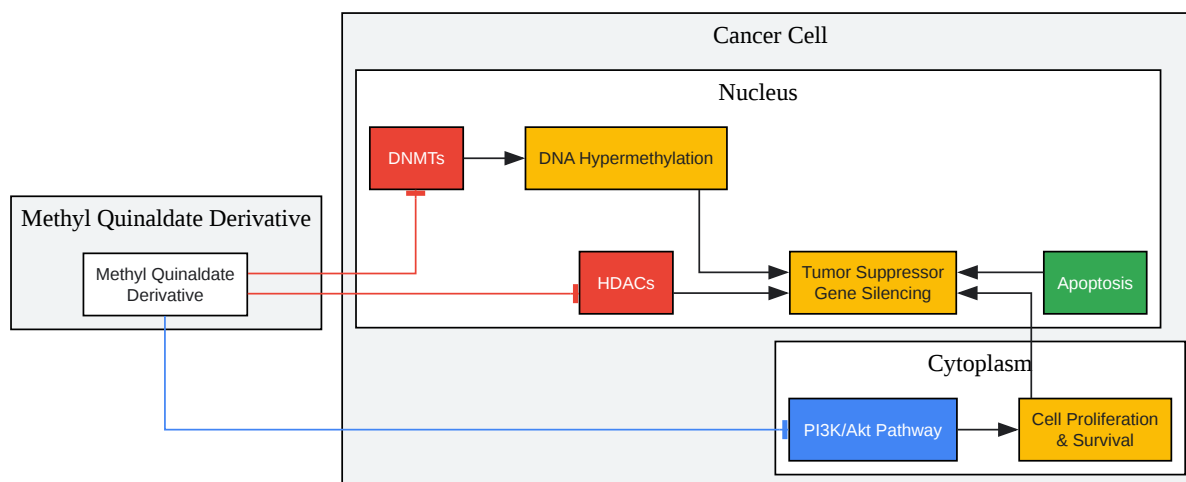 Cancer Cell
Nucleus
DNMTs
DNA Hypermethylation
Methyl Quinaldate Derivative
Methyl Quinaldate
Derivative
HDACs
Tumor Suppressor
Gene Silencing
Apoptosis
Cytoplasm
PI3K/Akt Pathway
Cell Proliferation
& Survival